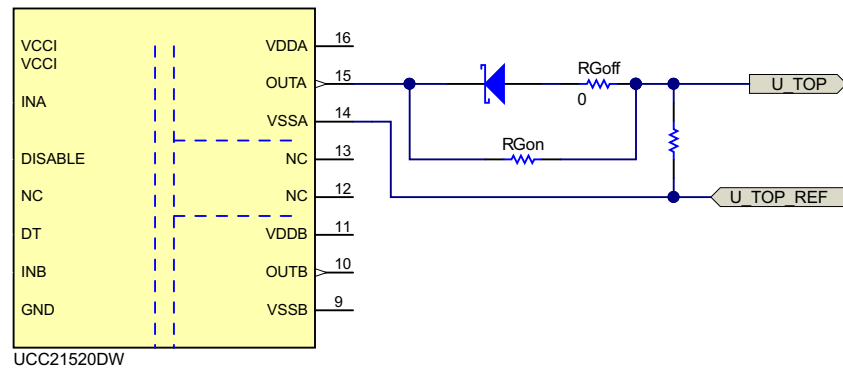 VCCI
VCCI
INA
DISABLE
NC
DT
INB
GND
VDDA
OUTA
VSSA
NC
NC
VDDB
OUTB
VSSB
16
15
14
13
12
11
10
9
UCC21520DW
RGoff
0
RGon
U_TOP
U_TOP_REF